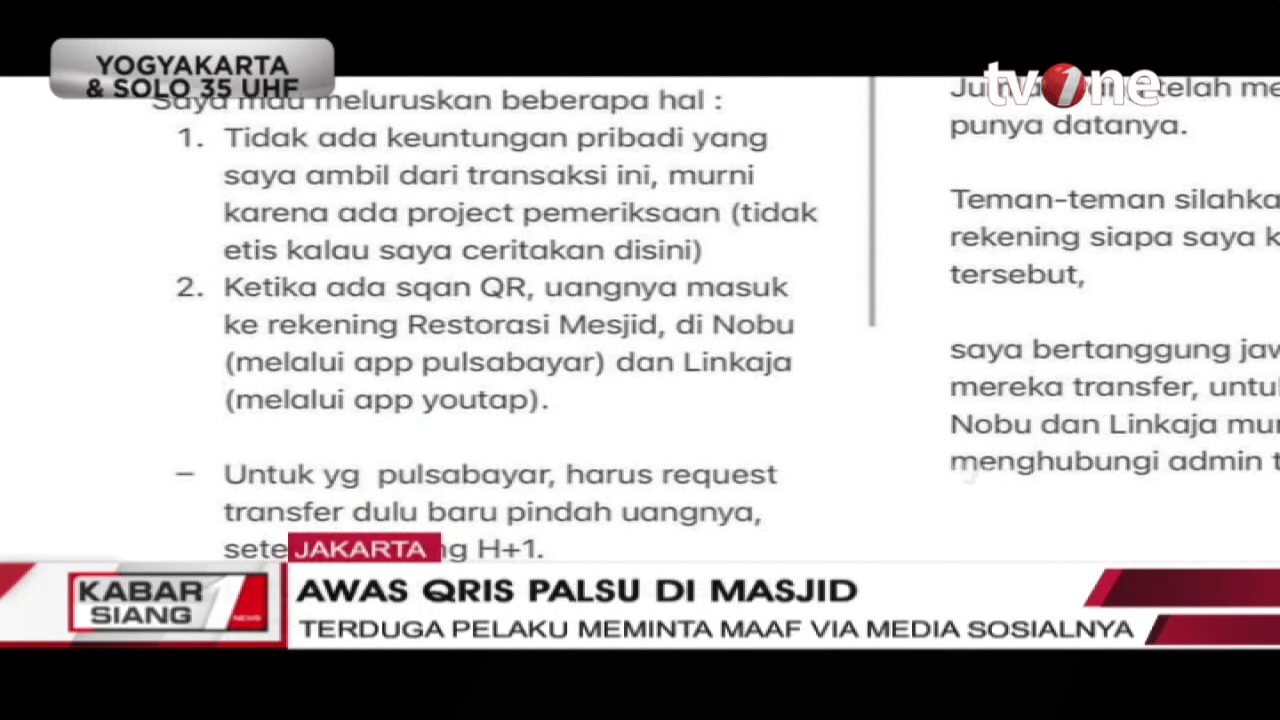 YOGYAKARTA
& SOLO 35 UHF
tvOne
Saya mau meluruskan beberapa hal :
1. Tidak ada keuntungan pribadi yang
saya ambil dari transaksi ini, murni
karena ada project pemeriksaan (tidak
etis kalau saya ceritakan disini)
2. Ketika ada sqan QR, uangnya masuk
ke rekening Restorasi Mesjid, di Nobu
(melalui app pulsabayar) dan Linkaja
(melalui app youtap).
– Untuk yg pulsabayar, harus request
transfer dulu baru pindah uangnya,
H+1.
telah
punya datanya.
Teman-teman
rekening siapa saya
tersebut,
saya bertanggung
mereka transfer,
Nobu dan Linkaja
menghubungi admin
JAKARTA
KABAR
SIANG
1
NEWS
AWAS QRIS PALSU DI MASJID
TERDUGA PELAKU MEMINTA MAAF VIA MEDIA SOSIALNYA